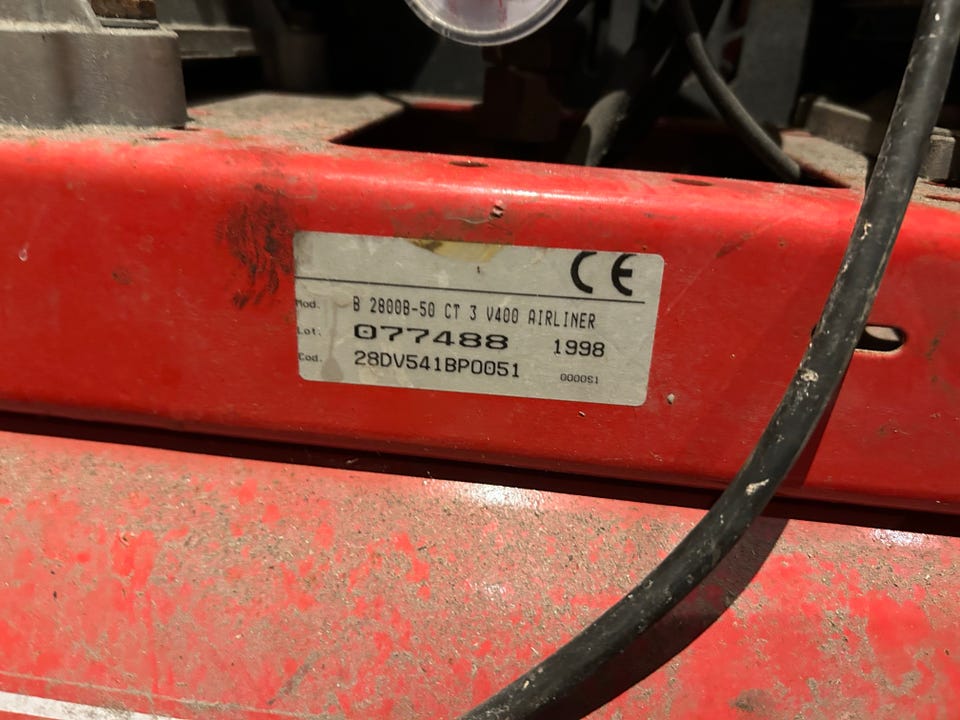 CE
Mod. B 2800B-50 CT 3 V400 AIRLINER
Lot. 077488 1998
Cod. 28DV541BP0051 0000S1